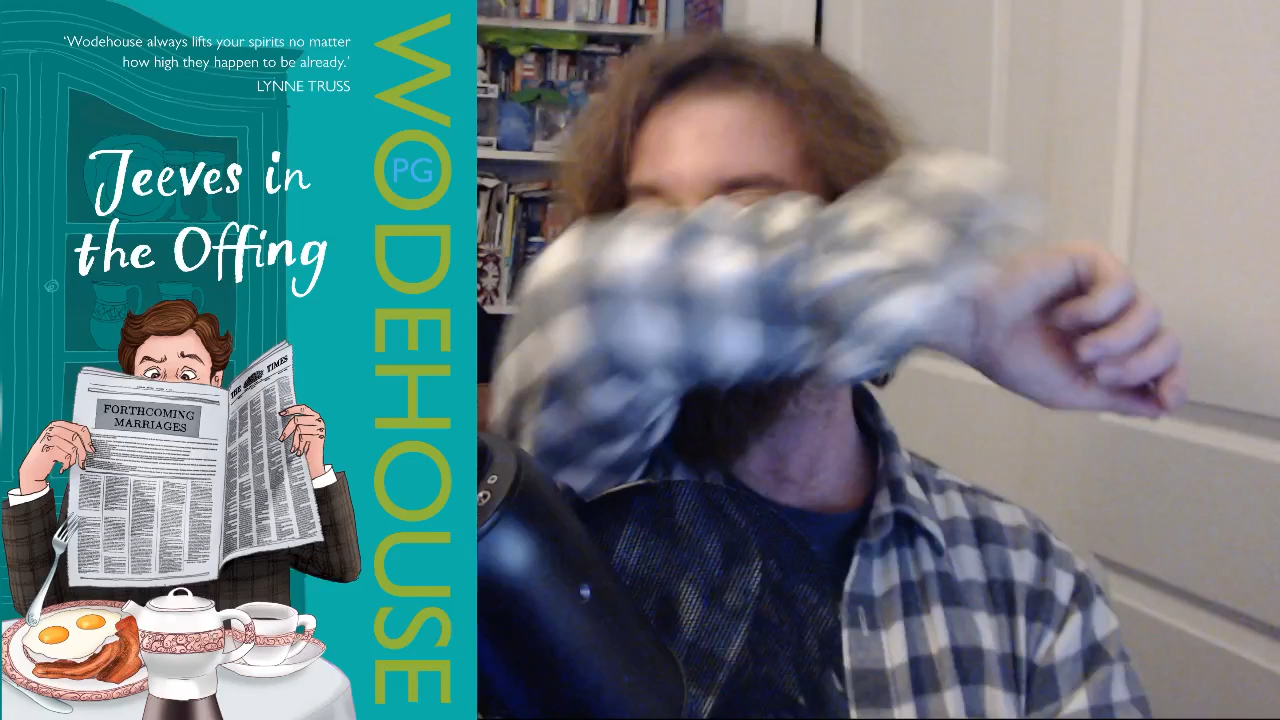 ‘Wodehouse always lifts your spirits no matter
how high they happen to be already.’
LYNNE TRUSS
Jeeves in
the Offing
PG
WODEHOUSE
THE TIMES
FORTHCOMING
MARRIAGES